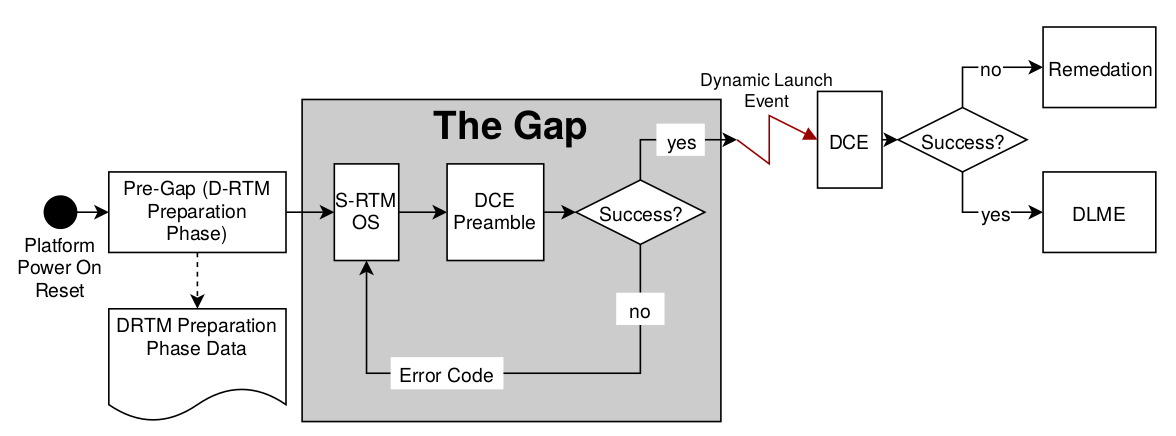 Platform
Power On
Reset
Pre-Gap (D-RTM
Preparation
Phase)
DRTM Preparation
Phase Data
The Gap
S-RTM
OS
DCE
Preamble
Success?
yes
no
Error Code
Dynamic Launch
Event
DCE
Success?
no
Remedation
yes
DLME